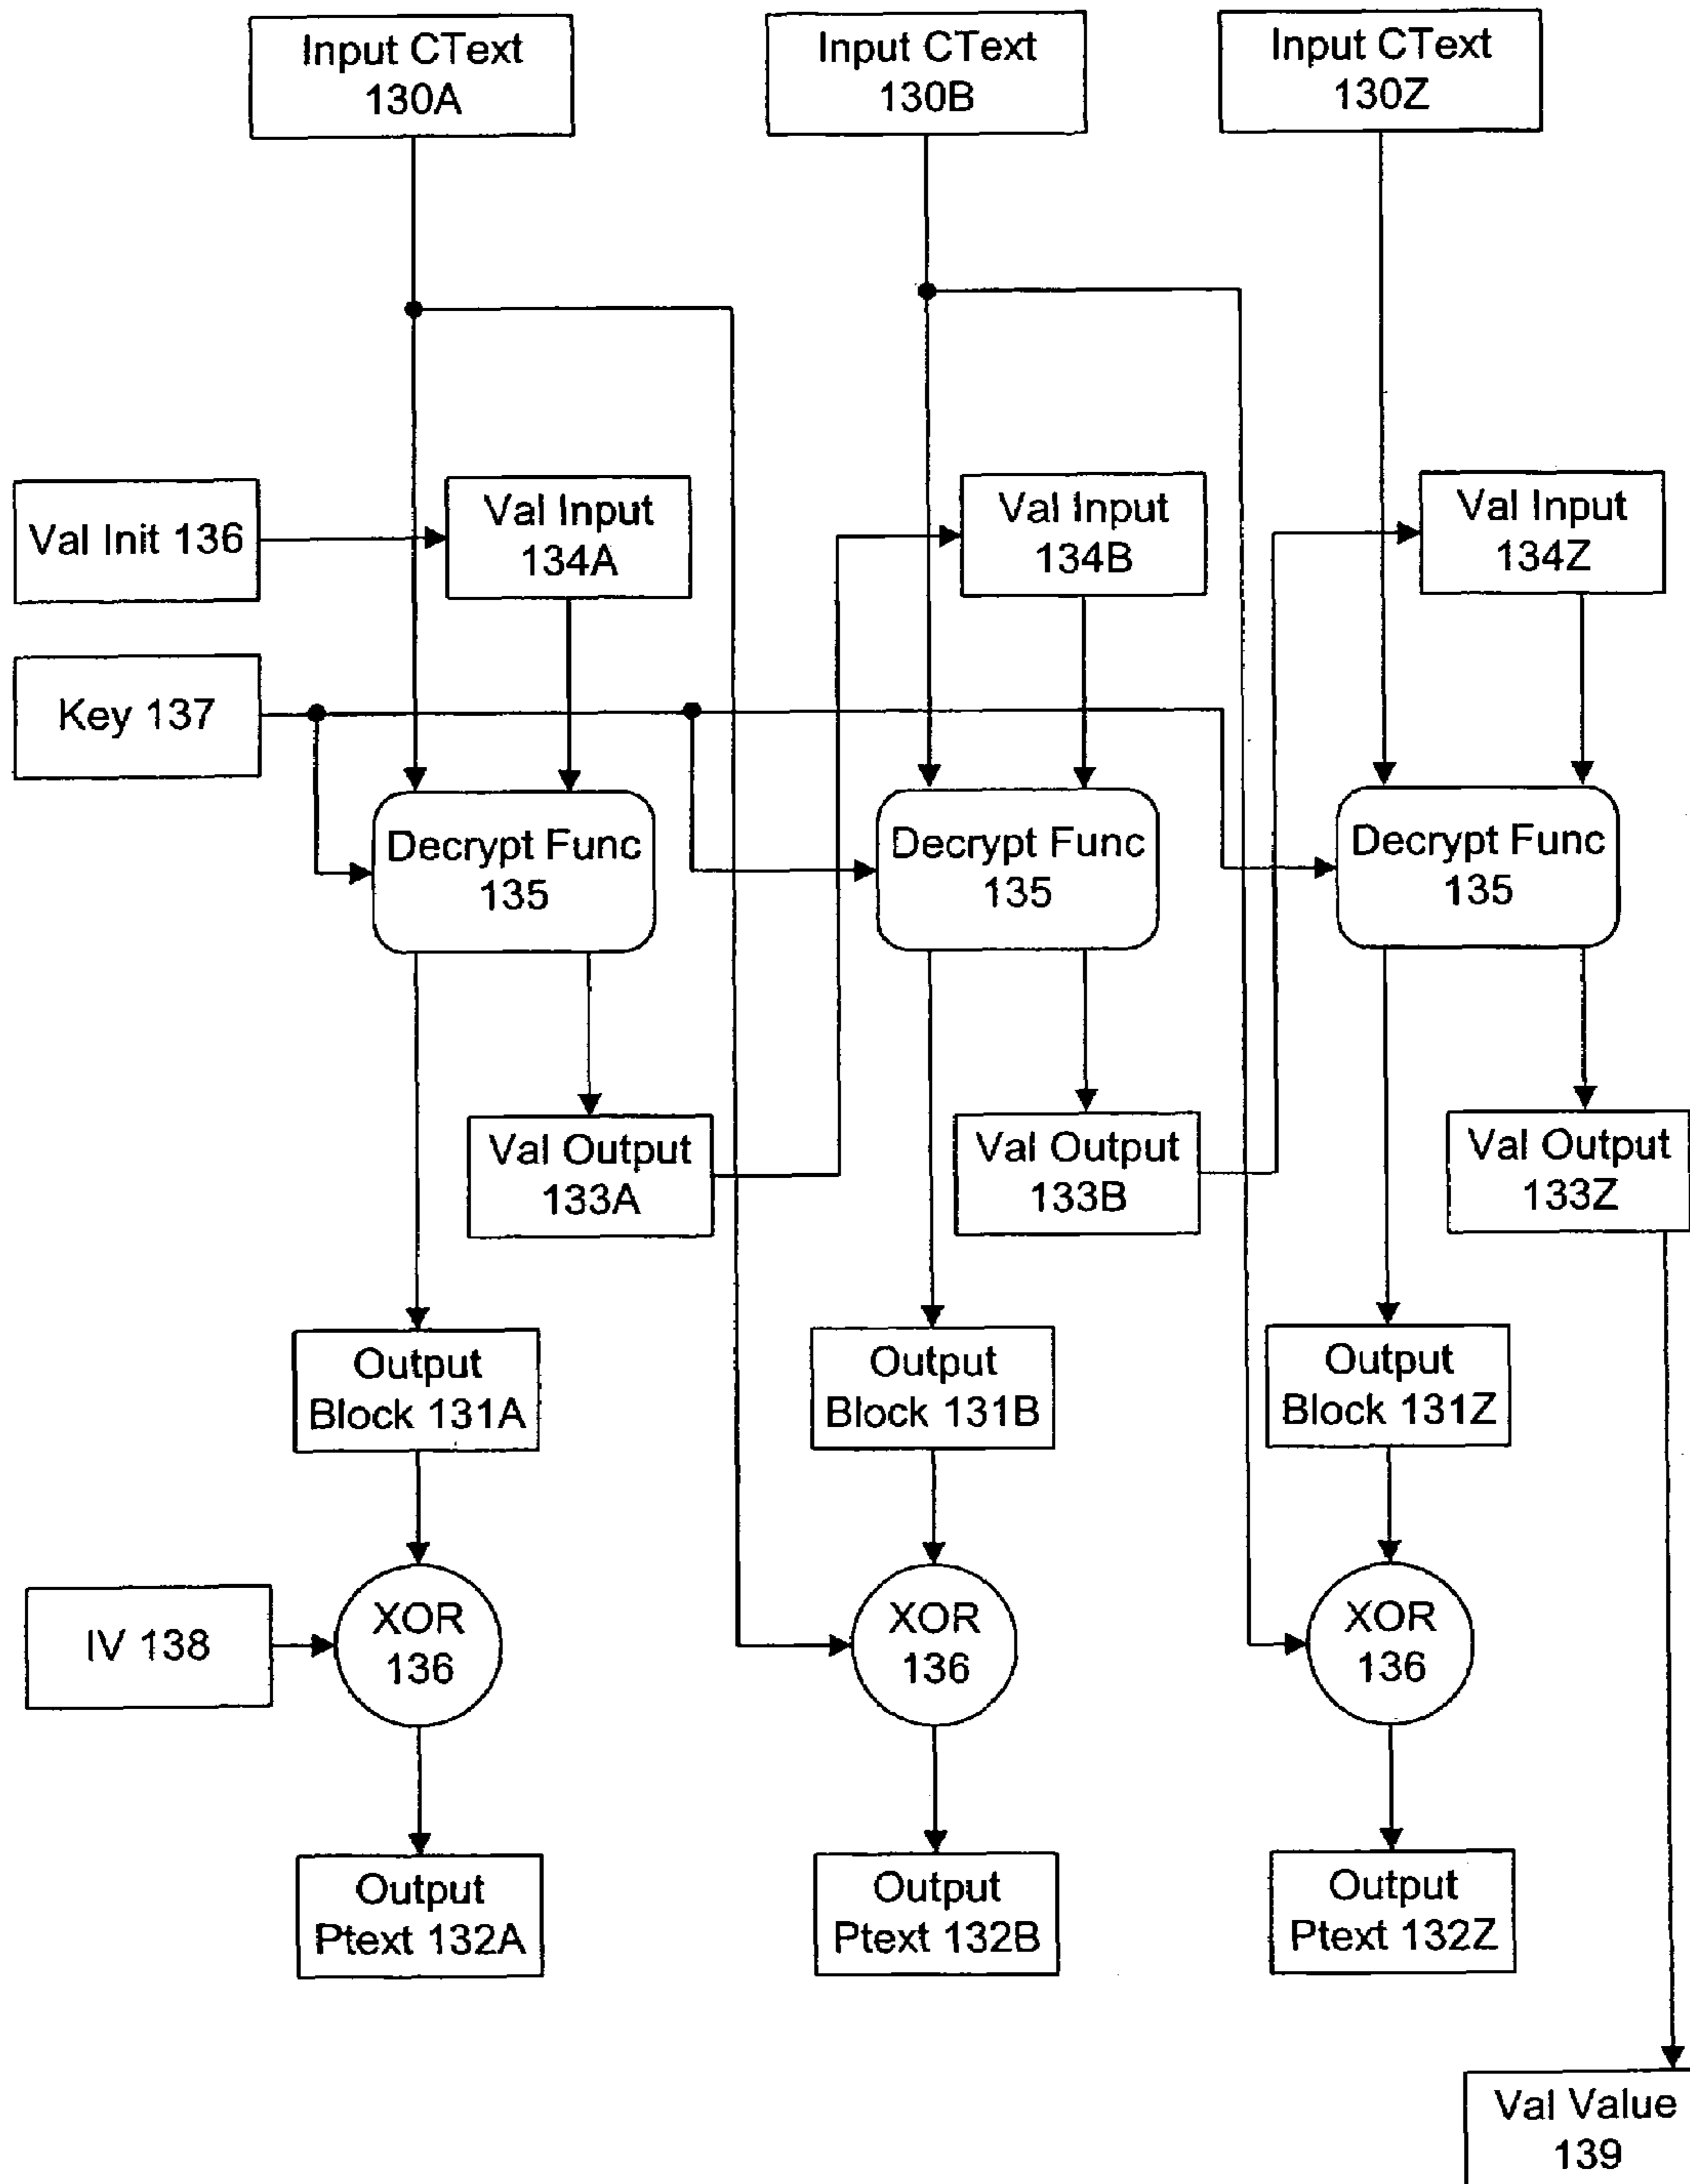 Input CText
130A
Input CText
130B
Input CText
130Z
Val Init 136
Val Input
134A
Val Input
134B
Val Input
134Z
Key 137
Decrypt Func
135
Decrypt Func
135
Decrypt Func
135
Val Output
133A
Val Output
133B
Val Output
133Z
Output
Block 131A
Output
Block 131B
Output
Block 131Z
IV 138
XOR
136
XOR
136
XOR
136
Output
Ptext 132A
Output
Ptext 132B
Output
Ptext 132Z
Val Value
139